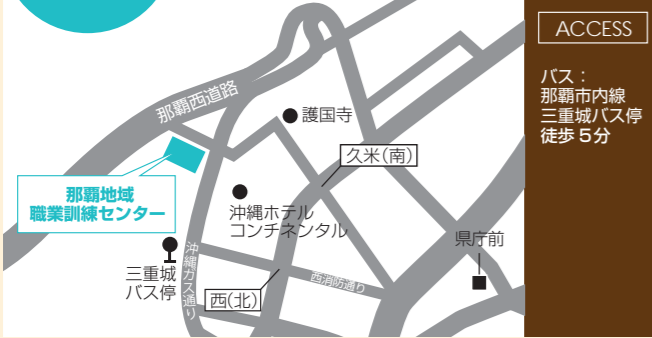 那覇西道路
護国寺
久米(南)
那覇地域
職業訓練センター
沖縄ホテル
コンチネンタル
県庁前
三重城
バス停
沖縄ガス通り
西消防通り
西(北)
ACCESS
バス：
那覇市内線
三重城バス停
徒歩5分